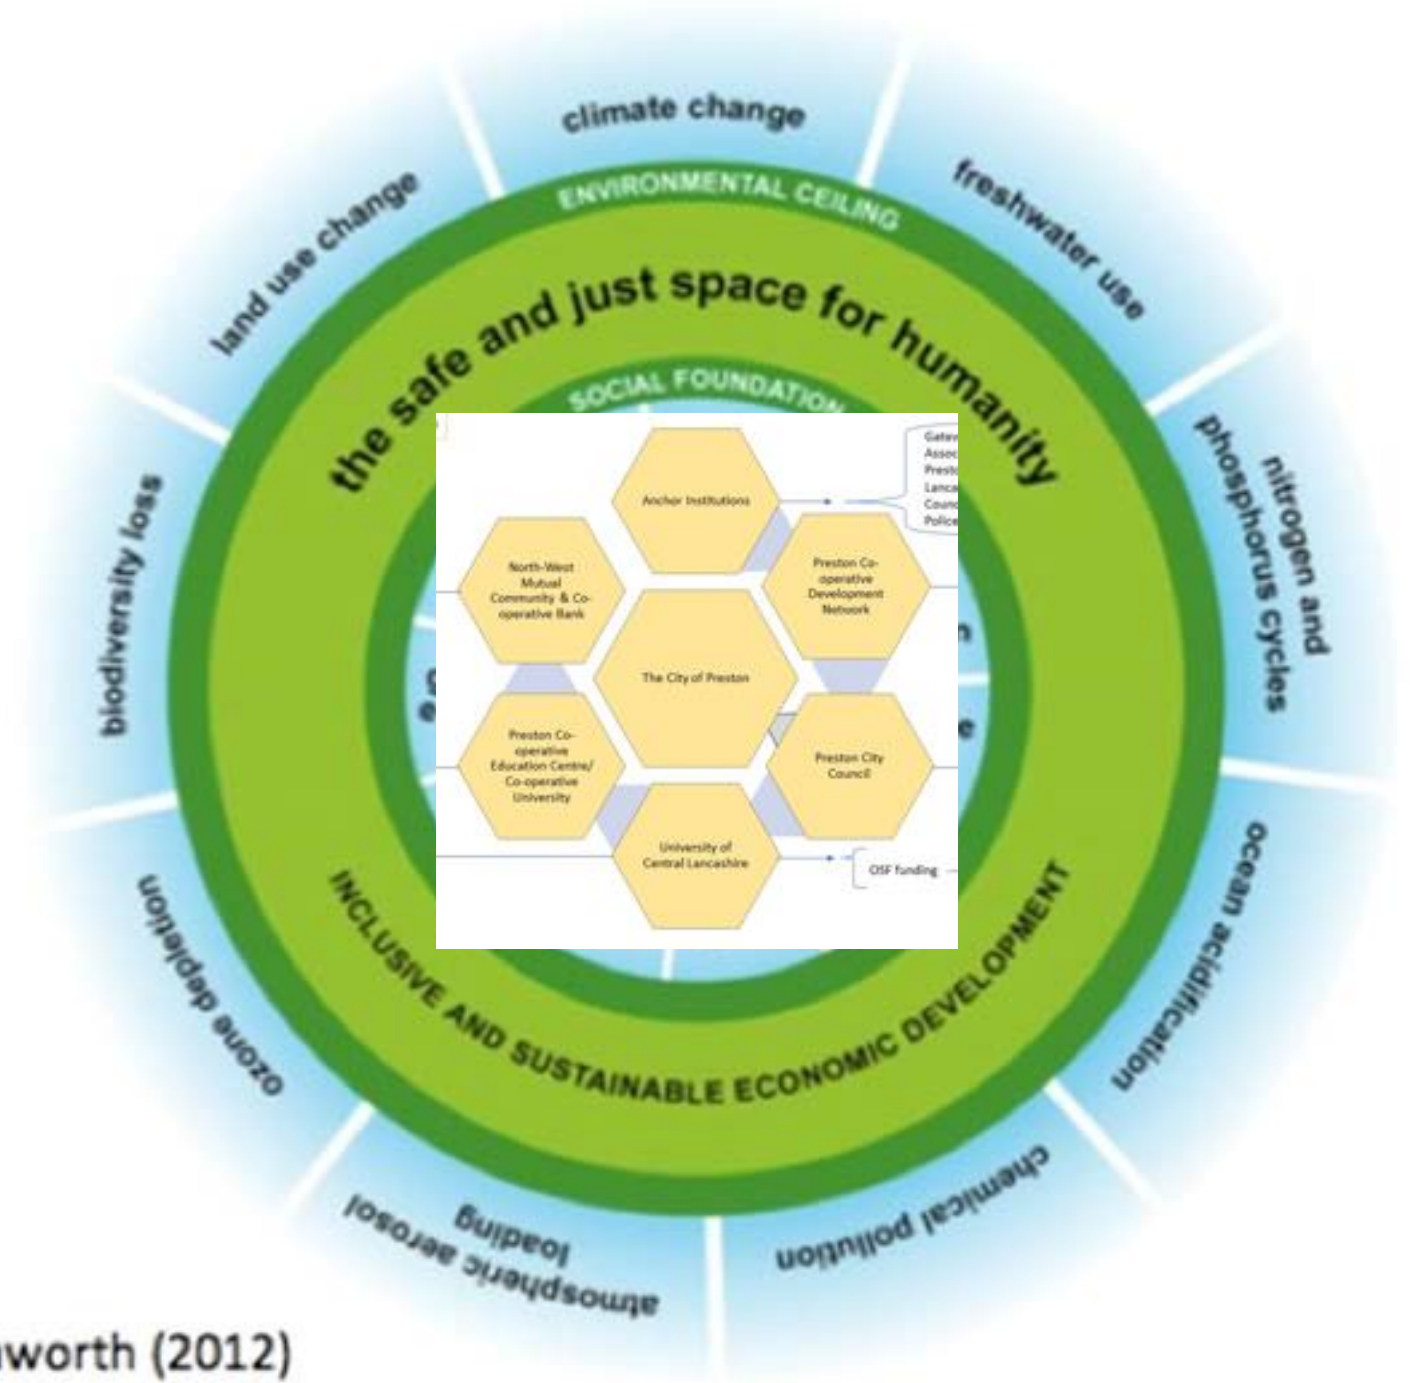 climate change
freshwater use
nitrogen and
phosphorus cycles
ocean acidification
chemical pollution
atmospheric aerosol
loading
ozone depletion
biodiversity loss
land use change
ENVIRONMENTAL CEILING
the safe and just space for humanity
SOCIAL FOUNDATION
Anchor Institutions
Preston Co-
operative
Development
Network
Preston City
Council
University of
Central Lancashire
OSF funding
Preston Co-
operative
Education Centre/
Co-operative
University
North-West
Mutual
Community & Co-
operative Bank
The City of Preston
INCLUSIVE AND SUSTAINABLE ECONOMIC DEVELOPMENT
(2012)